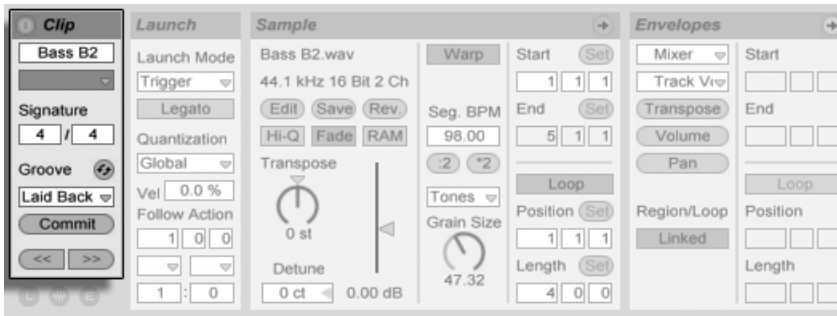 Clip
Bass B2
Signature
4 / 4
Groove
Laid Back
Commit
<< >>
L E
Launch
Launch Mode
Trigger
Legato
Quantization
Global
Vel 0.0 %
Follow Action
1 0 0
1 : 0
Sample
Bass B2.wav
44.1 kHz 16 Bit 2 Ch
Edit Save Rev.
Hi-Q Fade RAM
Transpose
0 st
Detune
0 ct 0.00 dB
Warp
Seg. BPM
98.00
:2 *2
Tones
Grain Size
47.32
Start Set
1 1 1
End Set
5 1 1
Loop
Position Set
1 1 1
Length Set
4 0 0
Envelopes
Mixer
Track V
Transpose
Volume
Pan
Region/Loop
Linked
Start
End
Loop
Position
Length